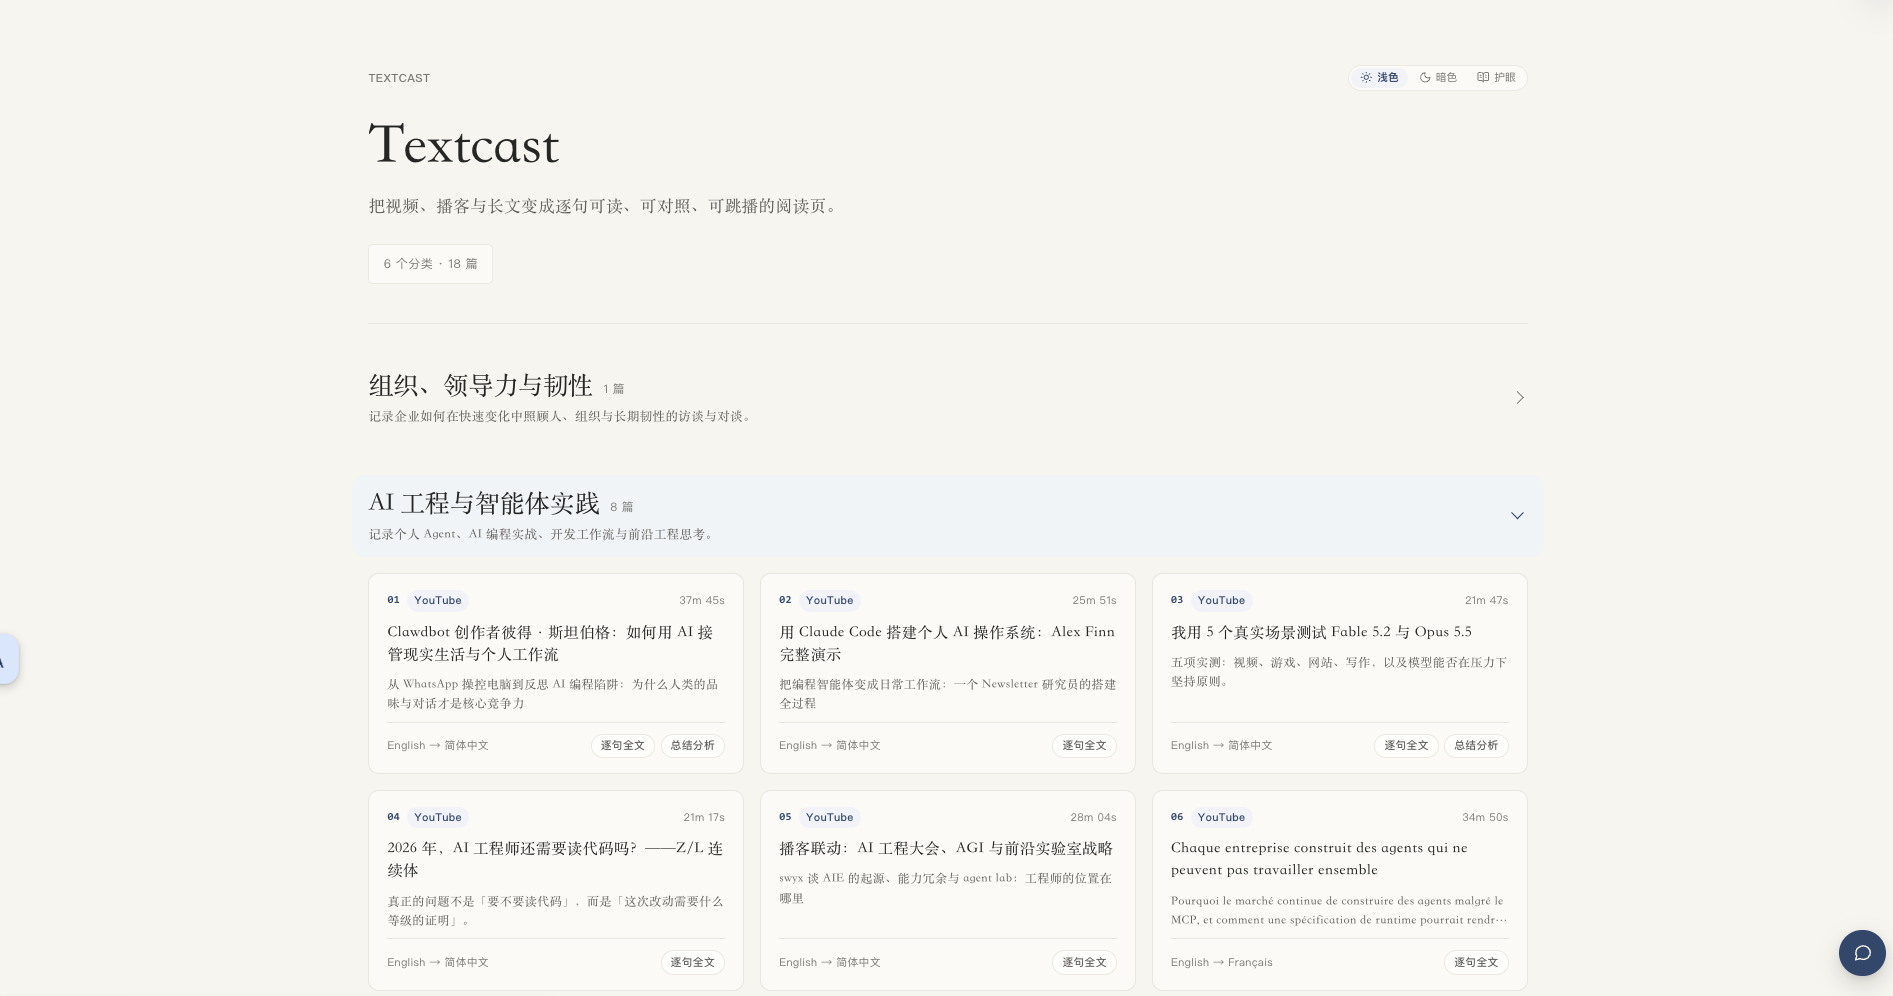 TEXTCAST
浅色 暗色 护眼
Textcast
把视频、播客与长文变成逐句可读、可对照、可跳播的阅读页。
6 个分类 · 18 篇
组织、领导力与韧性 1 篇
记录企业如何在快速变化中照顾人、组织与长期韧性的访谈与对谈。
AI 工程与智能体实践 8 篇
记录个人 Agent、AI 编程实战、开发工作流与前沿工程思考。
01 YouTube 37m 45s
Clawdbot 创作者彼得 · 斯坦伯格：如何用 AI 接
管现实生活与个人工作流
从 WhatsApp 操控电脑到反思 AI 编程陷阱：为什么人类的品
味与对话才是核心竞争力
English → 简体中文 逐句全文 总结分析
02 YouTube 25m 51s
用 Claude Code 搭建个人 AI 操作系统：Alex Finn
完整演示
把编程智能体变成日常工作流：一个 Newsletter 研究员的搭建
全过程
English → 简体中文 逐句全文
03 YouTube 21m 47s
我用 5 个真实场景测试 Fable 5.2 与 Opus 5.5
五项实测：视频、游戏、网站、写作，以及模型能否在压力下
坚持原则。
English → 简体中文 逐句全文 总结分析
04 YouTube 21m 17s
2026 年，AI 工程师还需要读代码吗？——Z/L 连
续体
真正的问题不是「要不要读代码」，而是「这次改动需要什么
等级的证明」。
English → 简体中文 逐句全文
05 YouTube 28m 04s
播客联动：AI 工程大会、AGI 与前沿实验室战略
swyx 谈 AIE 的起源、能力冗余与 agent lab：工程师的位置在
哪里
English → 简体中文 逐句全文
06 YouTube 34m 50s
Chaque entreprise construit des agents qui ne
peuvent pas travailler ensemble
Pourquoi le marché continue de construire des agents malgré le
MCP, et comment une spécification de runtime pourrait rendr…
English → Français 逐句全文